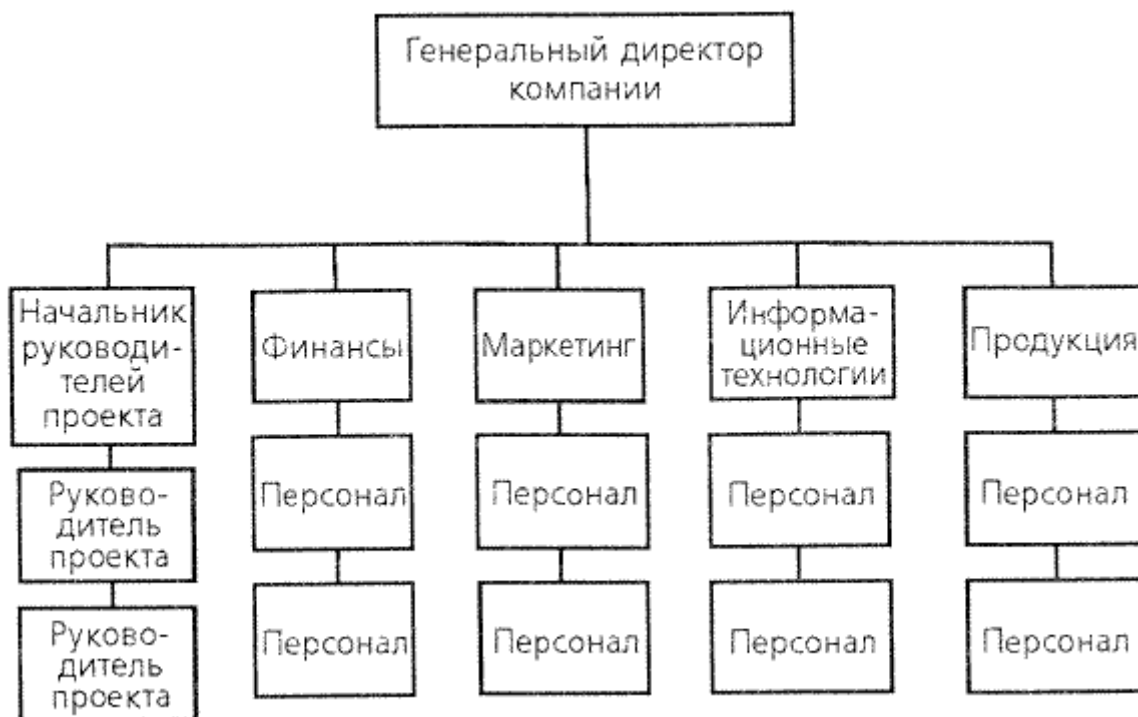 Генеральный директор
компании
Начальник
руководи-
телей
проекта
Финансы
Маркетинг
Информа-
ционные
технологии
Продукция
Руково-
дитель
проекта
Персонал
Персонал
Персонал
Персонал
Руково-
дитель
проекта
Персонал
Персонал
Персонал
Персонал